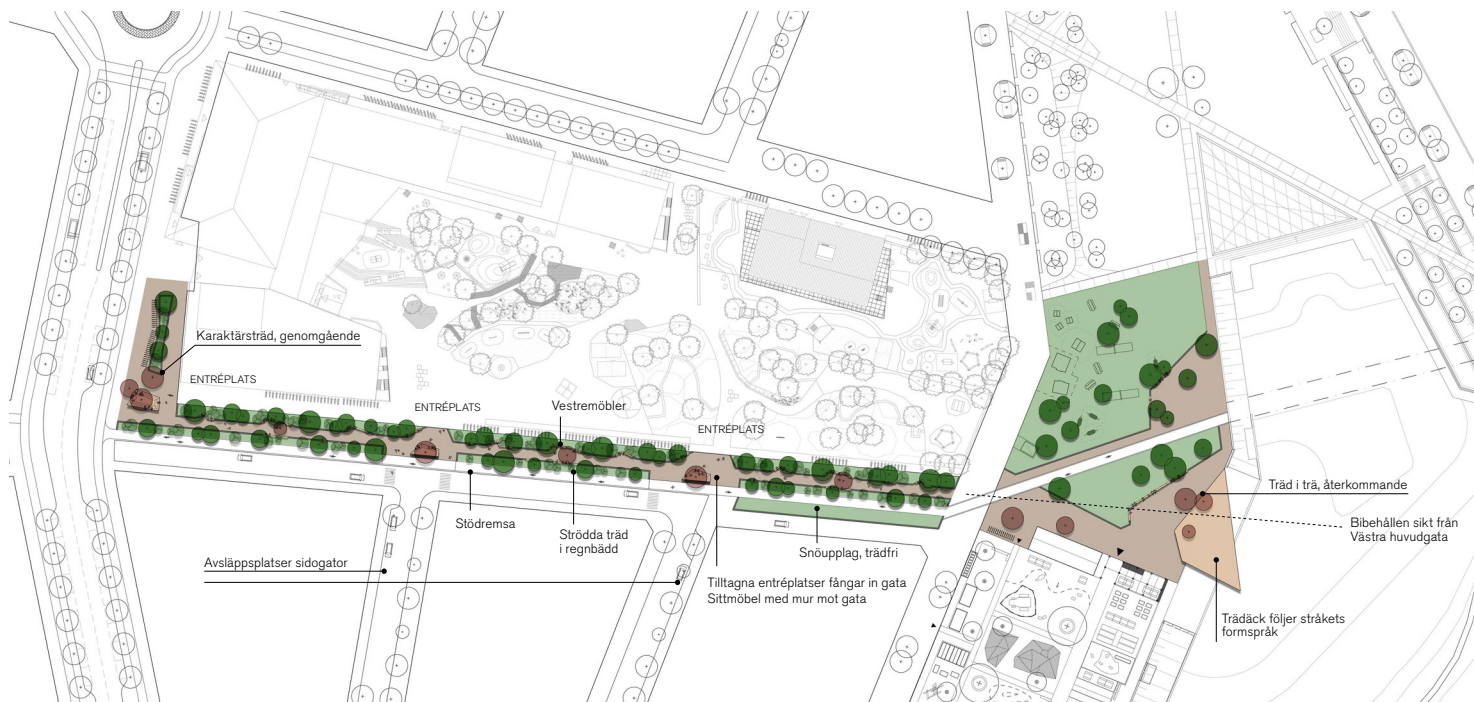 Karaktärsträd, genomgående
ENTRÉPLATS
ENTRÉPLATS
Vestremöbler
ENTRÉPLATS
Träd i trä, återkommande
Bibehållen sikt från
Västra huvudgata
Stödremsa
Strödda träd
i regnbädd
Snöupplag, trädfri
Avsläppsplatser sidogator
Tilltagna entréplatser fångar in gata
Sittmöbel med mur mot gata
Trädäck följer stråkets
formspråk